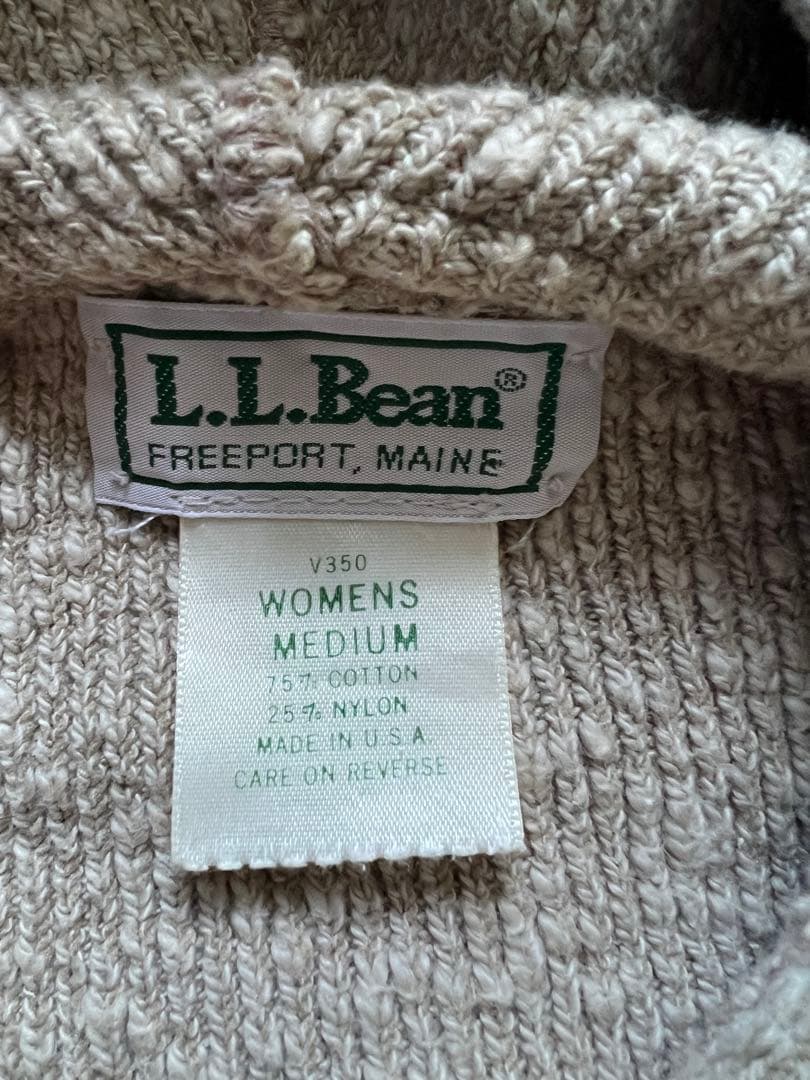 L.L.Bean®
FREEPORT, MAINE
V350
WOMENS
MEDIUM
75% COTTON
25% NYLON
MADE IN U.S.A.
CARE ON REVERSE